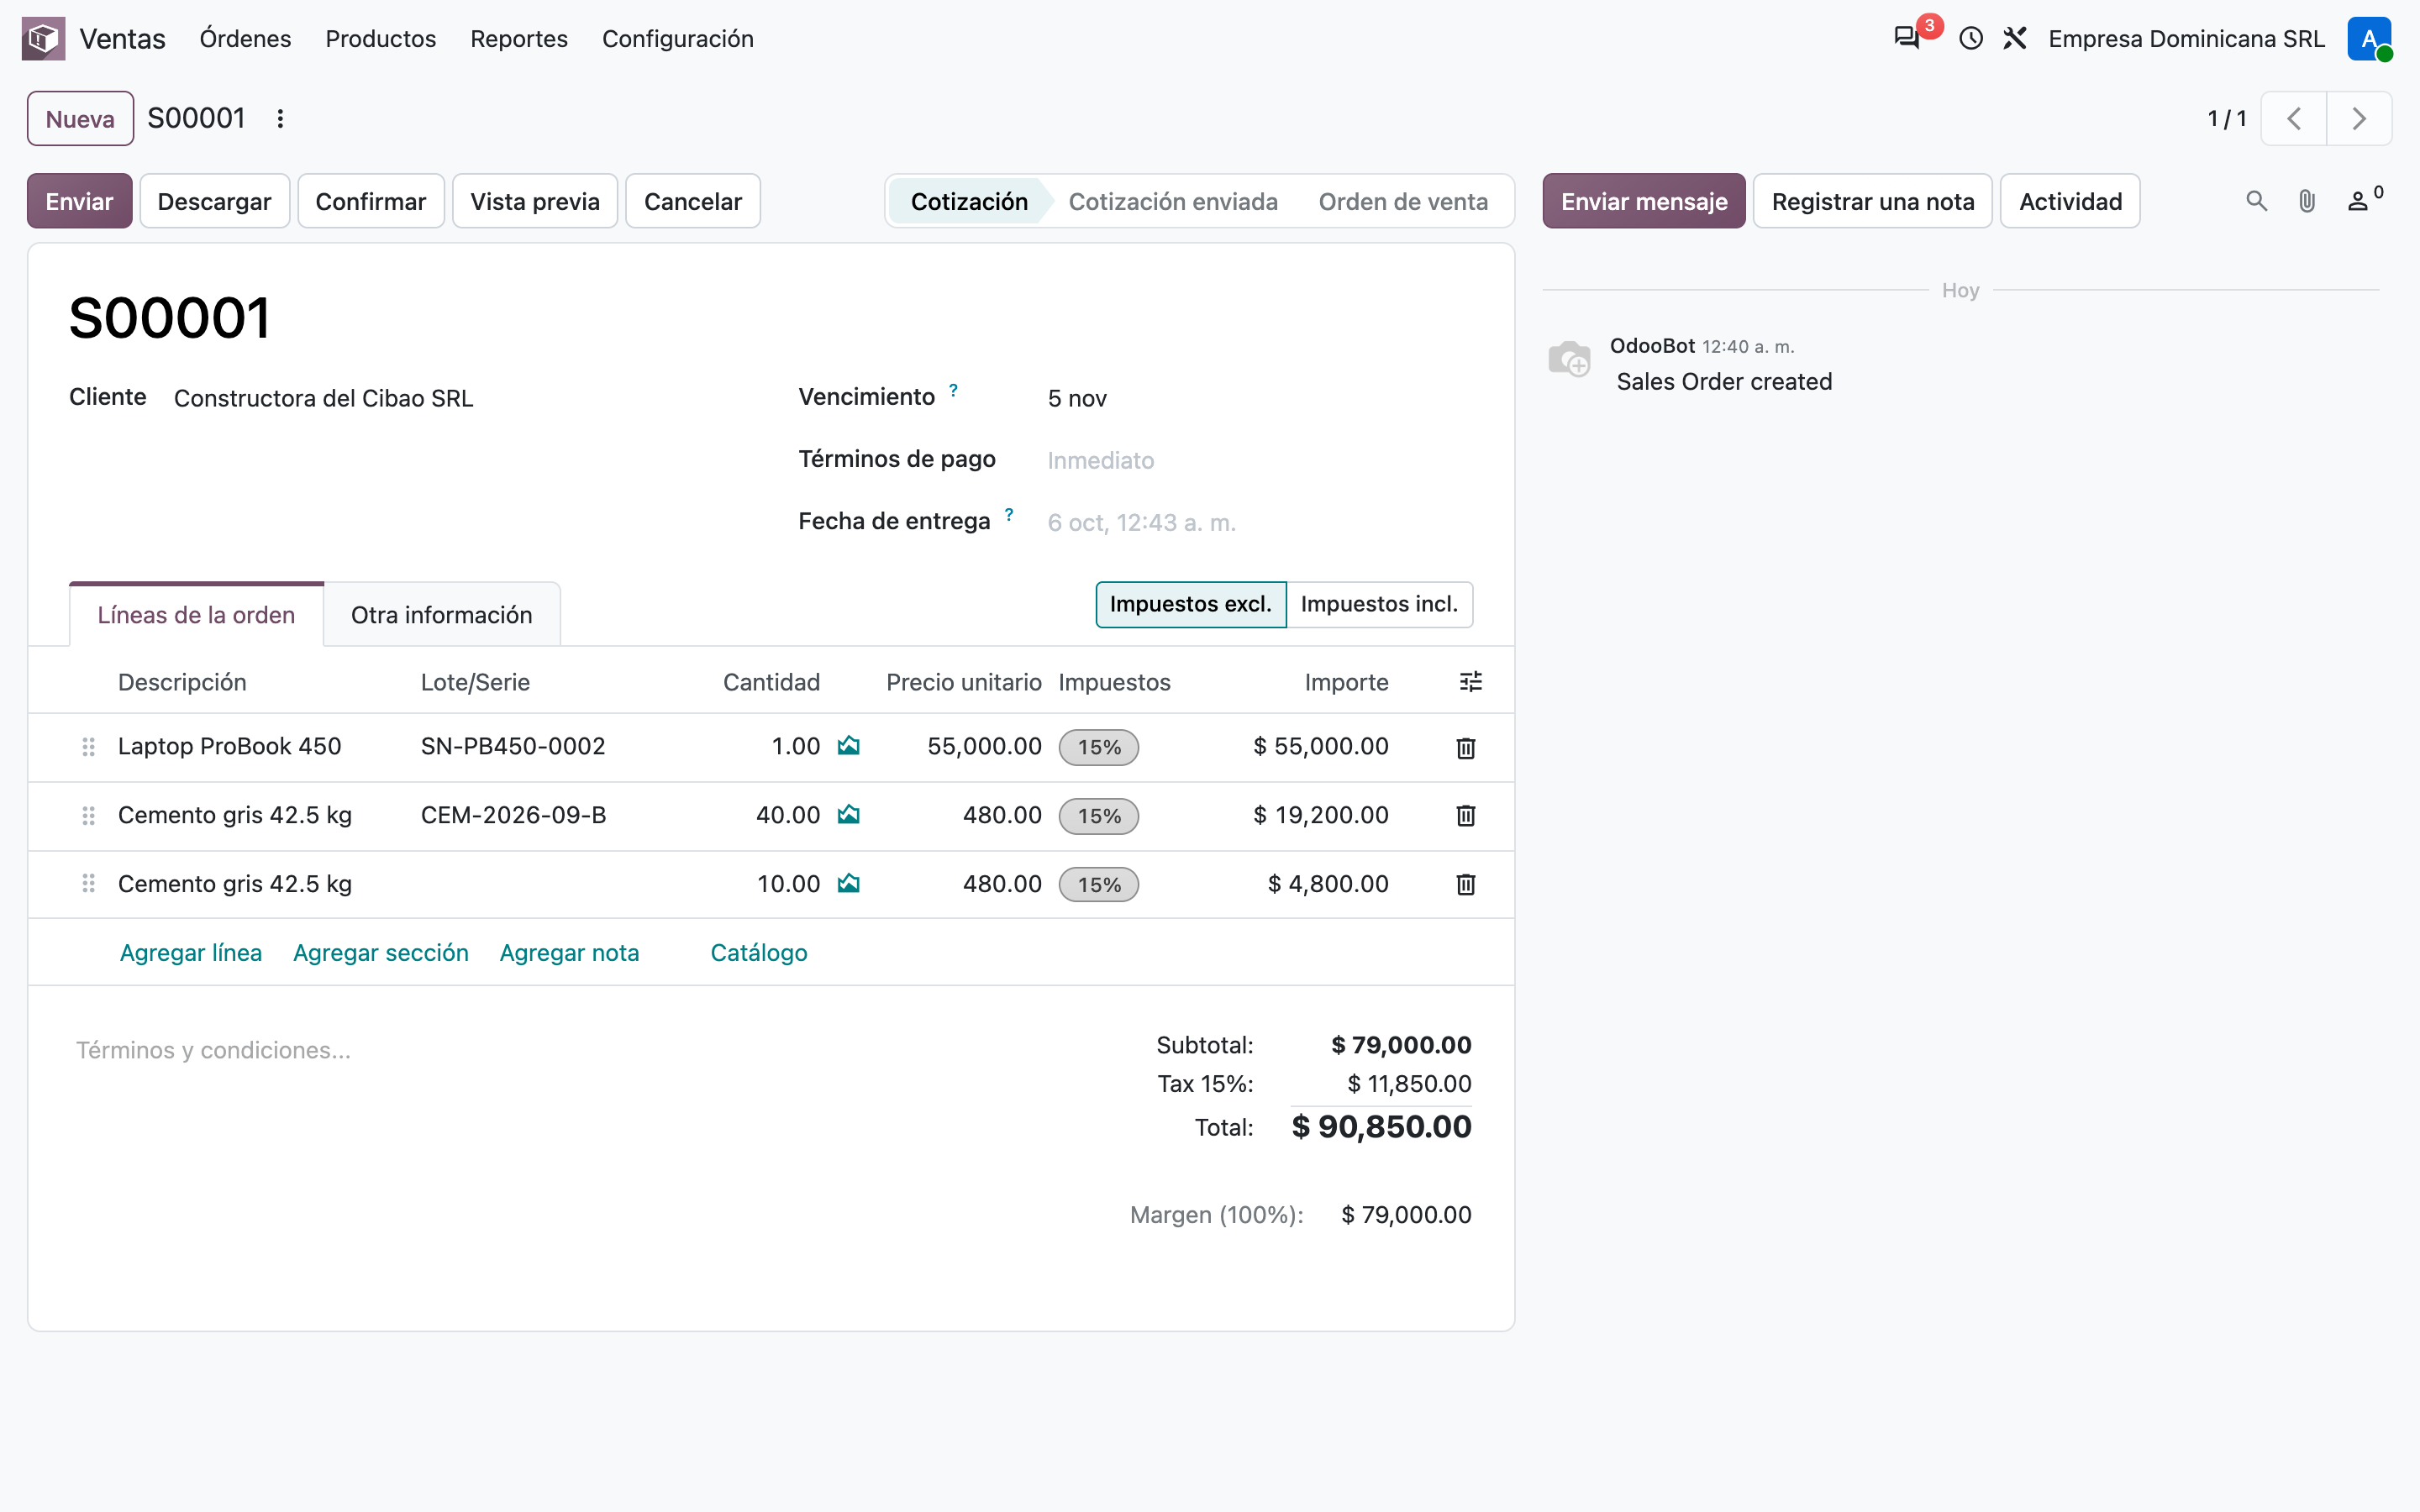 Ventas Órdenes Productos Reportes Configuración 3 Empresa Dominicana SRL A
Nueva S00001 1 / 1
Enviar Descargar Confirmar Vista previa Cancelar Cotización Cotización enviada Orden de venta Enviar mensaje Registrar una nota Actividad 0
Hoy
S00001
OdooBot 12:40 a. m.
Sales Order created
Cliente Constructora del Cibao SRL Vencimiento ? 5 nov
Términos de pago Inmediato
Fecha de entrega ? 6 oct, 12:43 a. m.
Líneas de la orden Otra información Impuestos excl. Impuestos incl.
Descripción Lote/Serie Cantidad Precio unitario Impuestos Importe
Laptop ProBook 450 SN-PB450-0002 1.00 55,000.00 15% $ 55,000.00
Cemento gris 42.5 kg CEM-2026-09-B 40.00 480.00 15% $ 19,200.00
Cemento gris 42.5 kg 10.00 480.00 15% $ 4,800.00
Agregar línea Agregar sección Agregar nota Catálogo
Términos y condiciones...
Subtotal: $ 79,000.00
Tax 15%: $ 11,850.00
Total: $ 90,850.00
Margen (100%): $ 79,000.00